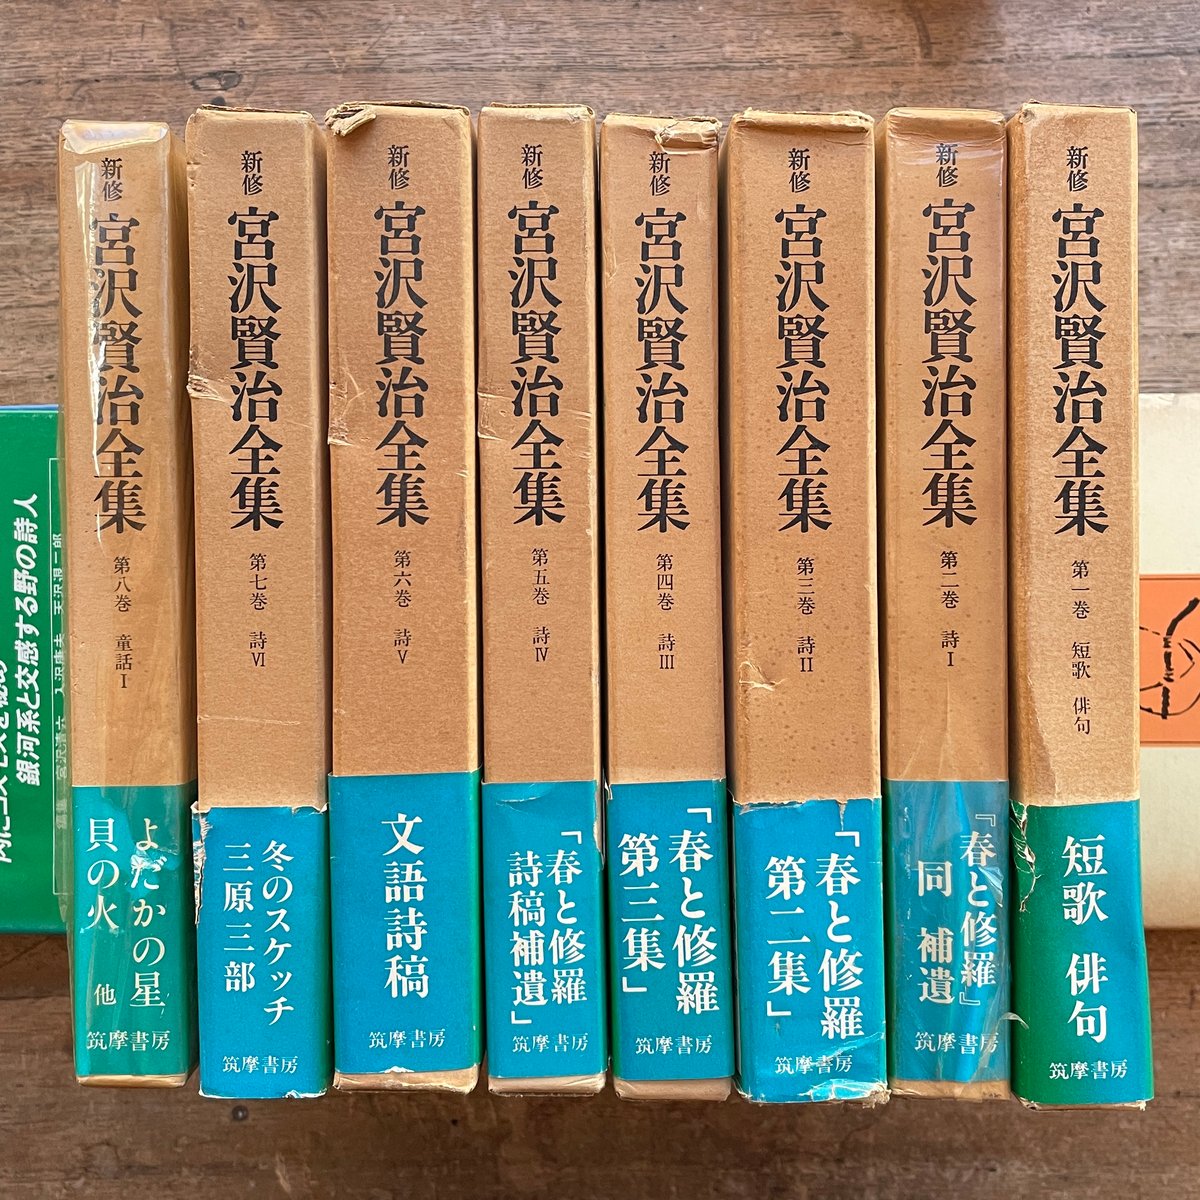 新修
宮沢賢治全集
第一巻 短歌 俳句
短歌 俳句
筑摩書房
新修
宮沢賢治全集
第二巻 詩I
『春と修羅』
同 補遺
筑摩書房
新修
宮沢賢治全集
第三巻 詩II
「春と修羅
第二集」
筑摩書房
新修
宮沢賢治全集
第四巻 詩III
「春と修羅
第三集」
筑摩書房
新修
宮沢賢治全集
第五巻 詩IV
「春と修羅
詩稿補遺」
筑摩書房
新修
宮沢賢治全集
第六巻 詩V
文語詩稿
筑摩書房
新修
宮沢賢治全集
第七巻 詩VI
冬のスケッチ
三原三部
筑摩書房
新修
宮沢賢治全集
第八巻 童話I
よだかの星
貝の火 他
筑摩書房
銀河系と交感する野の詩人